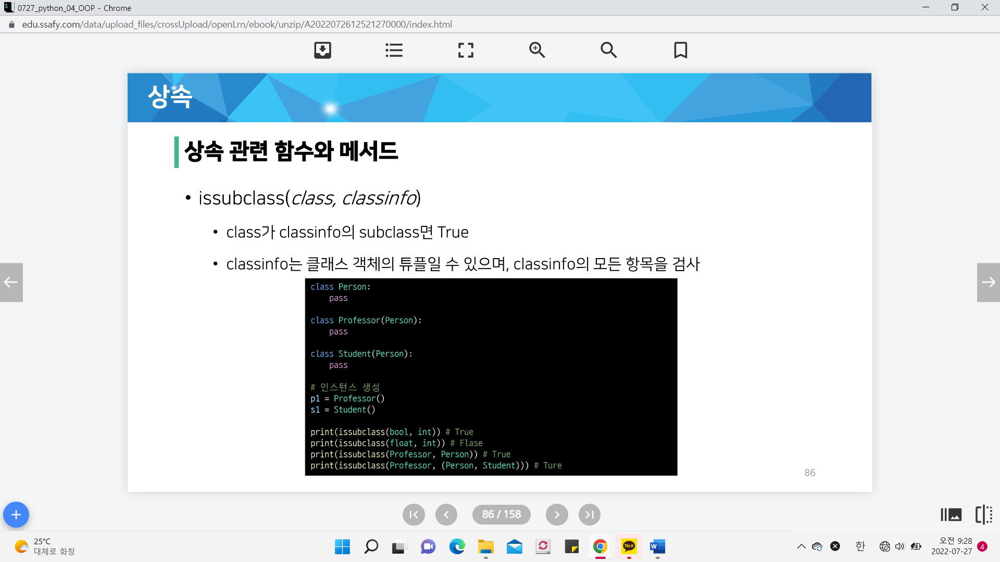 0727_python_04_OOP - Chrome
edu.ssafy.com/data/upload_files/crossUpload/openLrn/ebook/unzip/A2022072612521270000/index.html
상속
상속 관련 함수와 메서드
• issubclass(class, classinfo)
• class가 classinfo의 subclass면 True
• classinfo는 클래스 객체의 튜플일 수 있으며, classinfo의 모든 항목을 검사
class Person:
    pass
class Professor(Person):
    pass
class Student(Person):
    pass
# 인스턴스 생성
p1 = Professor()
s1 = Student()
print(issubclass(bool, int)) # True
print(issubclass(float, int)) # Flase
print(issubclass(Professor, Person)) # True
print(issubclass(Professor, (Person, Student))) # Ture
86
86 / 158
25°C
대체로 화창
TALK
W
한
오전 9:28
2022-07-27
4